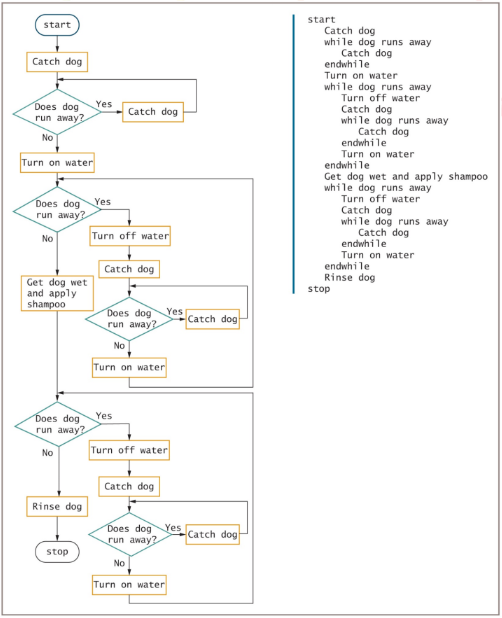 start
Catch dog
Does dog
run away?
Yes
Catch dog
No
Turn on water
Does dog
run away?
Yes
No
Turn off water
Catch dog
Get dog wet
and apply
shampoo
Does dog
run away?
Yes
Catch dog
No
Turn on water
Does dog
run away?
Yes
No
Turn off water
Catch dog
Rinse dog
Does dog
run away?
Yes
Catch dog
stop
No
Turn on water
start
Catch dog
while dog runs away
Catch dog
endwhile
Turn on water
while dog runs away
Turn off water
Catch dog
while dog runs away
Catch dog
endwhile
Turn on water
endwhile
Get dog wet and apply shampoo
while dog runs away
Turn off water
Catch dog
while dog runs away
Catch dog
endwhile
Turn on water
endwhile
Rinse dog
stop